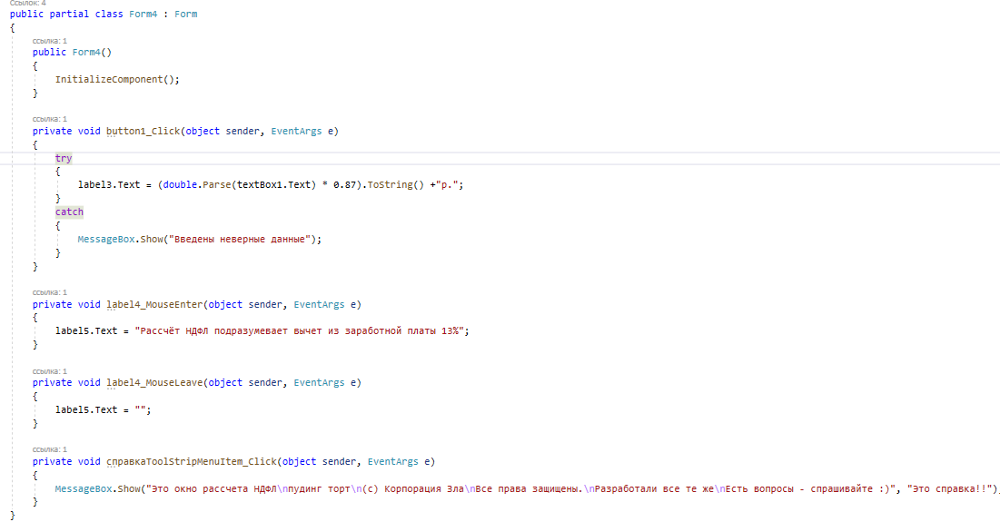 Ссылок: 4
public partial class Form4 : Form
{
ссылка: 1
public Form4()
{
InitializeComponent();
}
ссылка: 1
private void button1_Click(object sender, EventArgs e)
{
try
{
label3.Text = (double.Parse(textBox1.Text) * 0.87).ToString() +"р.";
}
catch
{
MessageBox.Show("Введены неверные данные");
}
}
ссылка: 1
private void label4_MouseEnter(object sender, EventArgs e)
{
label5.Text = "Рассчёт НДФЛ подразумевает вычет из заработной платы 13%";
}
ссылка: 1
private void label4_MouseLeave(object sender, EventArgs e)
{
label5.Text = "";
}
ссылка: 1
private void справкаToolStripMenuItem_Click(object sender, EventArgs e)
{
MessageBox.Show("Это окно рассчета НДФЛ\nпудинг торт\n(с) Корпорация Зла\nВсе права защищены.\nРазработали все те же\nЕсть вопросы - спрашивайте :)", "Это справка!!")
}
}